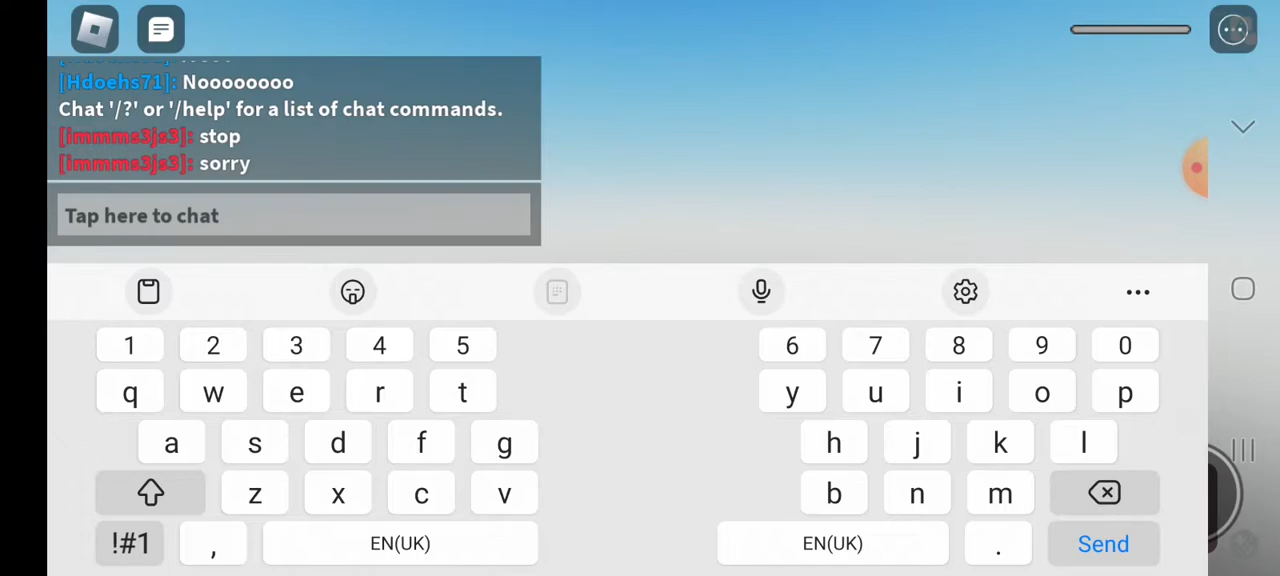 [Hdoehs71]: Noooooooo
Chat '/?' or '/help' for a list of chat commands.
[immms3js3]: stop
[immms3js3]: sorry
Tap here to chat
1 2 3 4 5 6 7 8 9 0
q w e r t y u i o p
a s d f g h j k l
z x c v b n m
!#1 , EN(UK) EN(UK) . Send